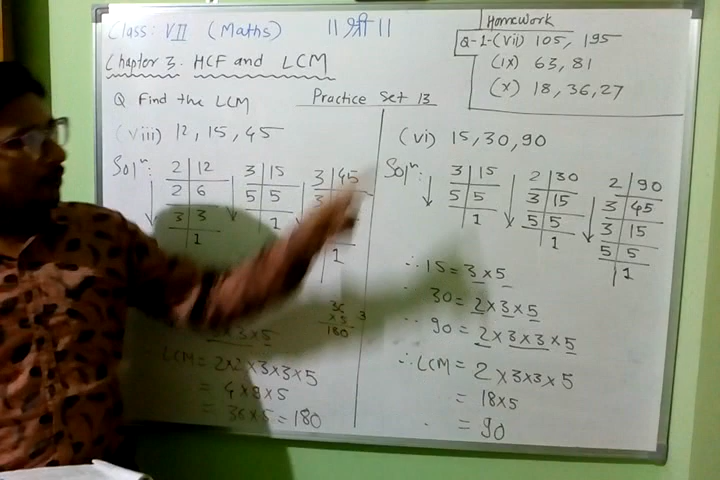 Class: VII (Maths) ॥ श्री ॥
Chapter 3. HCF and LCM
Q Find the LCM Practice Set 13
Homework
Q-1-(vii) 105, 195
(ix) 63, 81
(x) 18, 36, 27
(viii) 12, 15, 45
Solⁿ
2 | 12
2 | 6
3 | 3
1
3 | 15
5 | 5
1
3 | 45
3
1
36
× 5
180
3
×3×5
LCM = 2×2×3×3×5
= 4×9×5
= 36×5 = 180
(vi) 15, 30, 90
Solⁿ
3 | 15
5 | 5
1
2 | 30
3 | 15
5 | 5
1
2 | 90
3 | 45
3 | 15
5 | 5
1
∴ 15 = 3 × 5
30 = 2×3×5
90 = 2×3×3×5
∴ LCM = 2×3×3×5
= 18×5
= 90